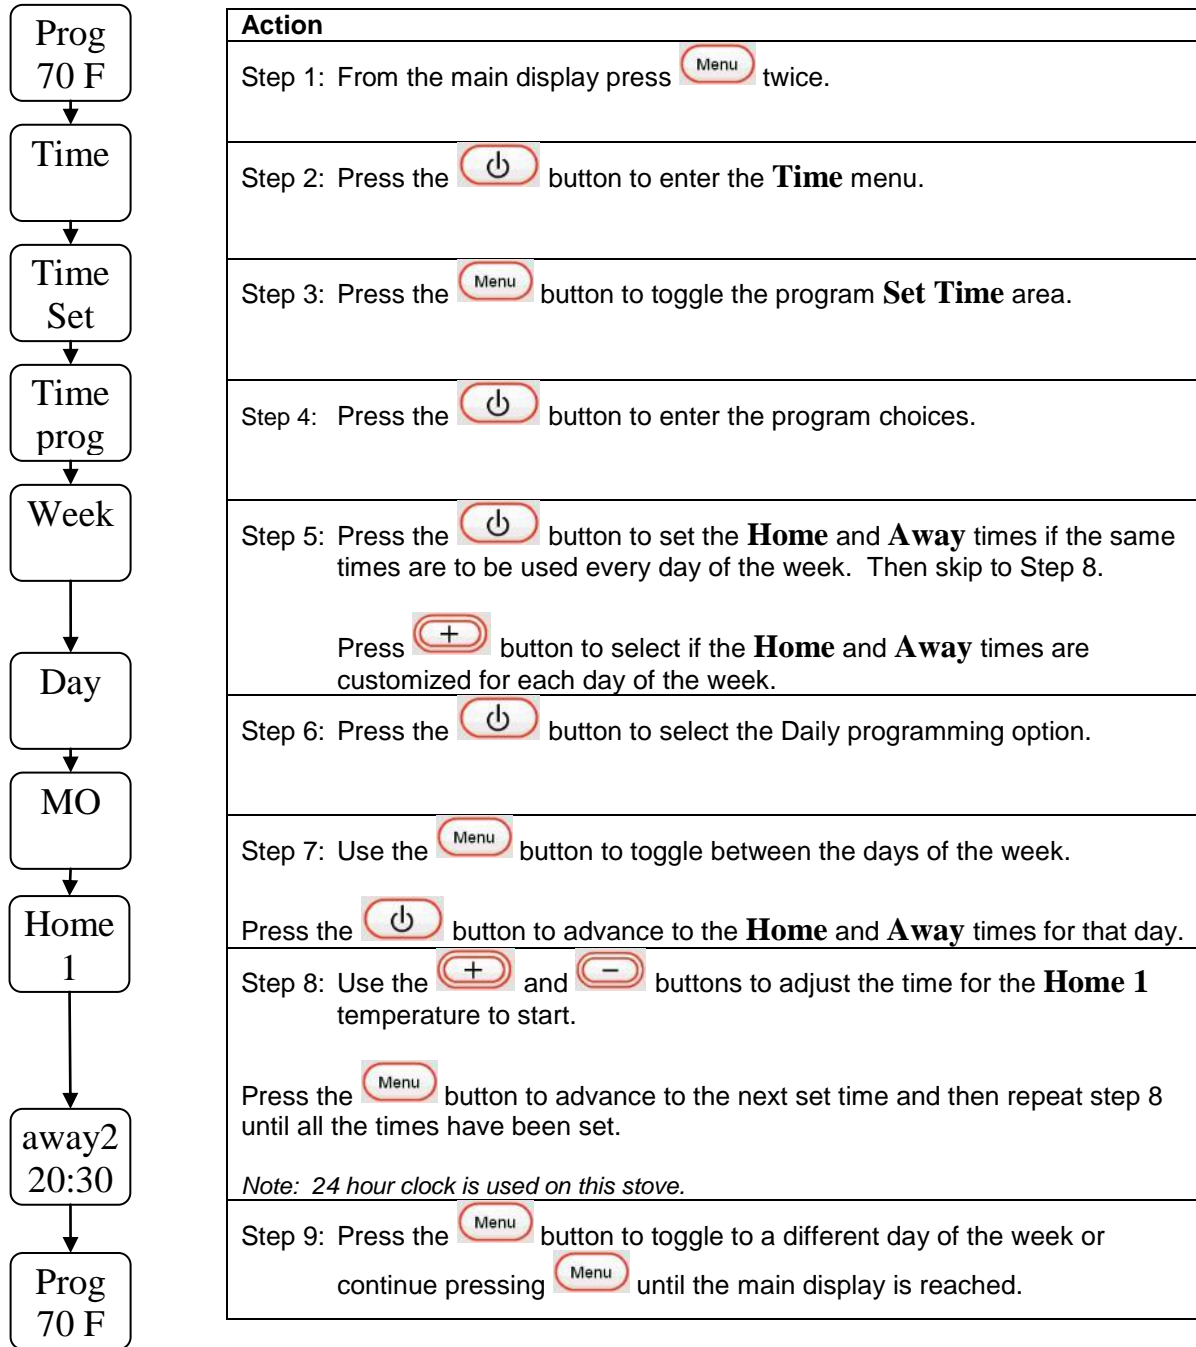 Prog
70 F
Time
Time
Set
Time
prog
Week
Day
MO
Home
1
away2
20:30
Prog
70 F
Action
Step 1: From the main display press Menu twice.
Step 2: Press the button to enter the Time menu.
Step 3: Press the Menu button to toggle the program Set Time area.
Step 4: Press the button to enter the program choices.
Step 5: Press the button to set the Home and Away times if the same
times are to be used every day of the week. Then skip to Step 8.
Press + button to select if the Home and Away times are
customized for each day of the week.
Step 6: Press the button to select the Daily programming option.
Step 7: Use the Menu button to toggle between the days of the week.
Press the button to advance to the Home and Away times for that day.
Step 8: Use the + and − buttons to adjust the time for the Home 1
temperature to start.
Press the Menu button to advance to the next set time and then repeat step 8
until all the times have been set.
Note: 24 hour clock is used on this stove.
Step 9: Press the Menu button to toggle to a different day of the week or
continue pressing Menu until the main display is reached.